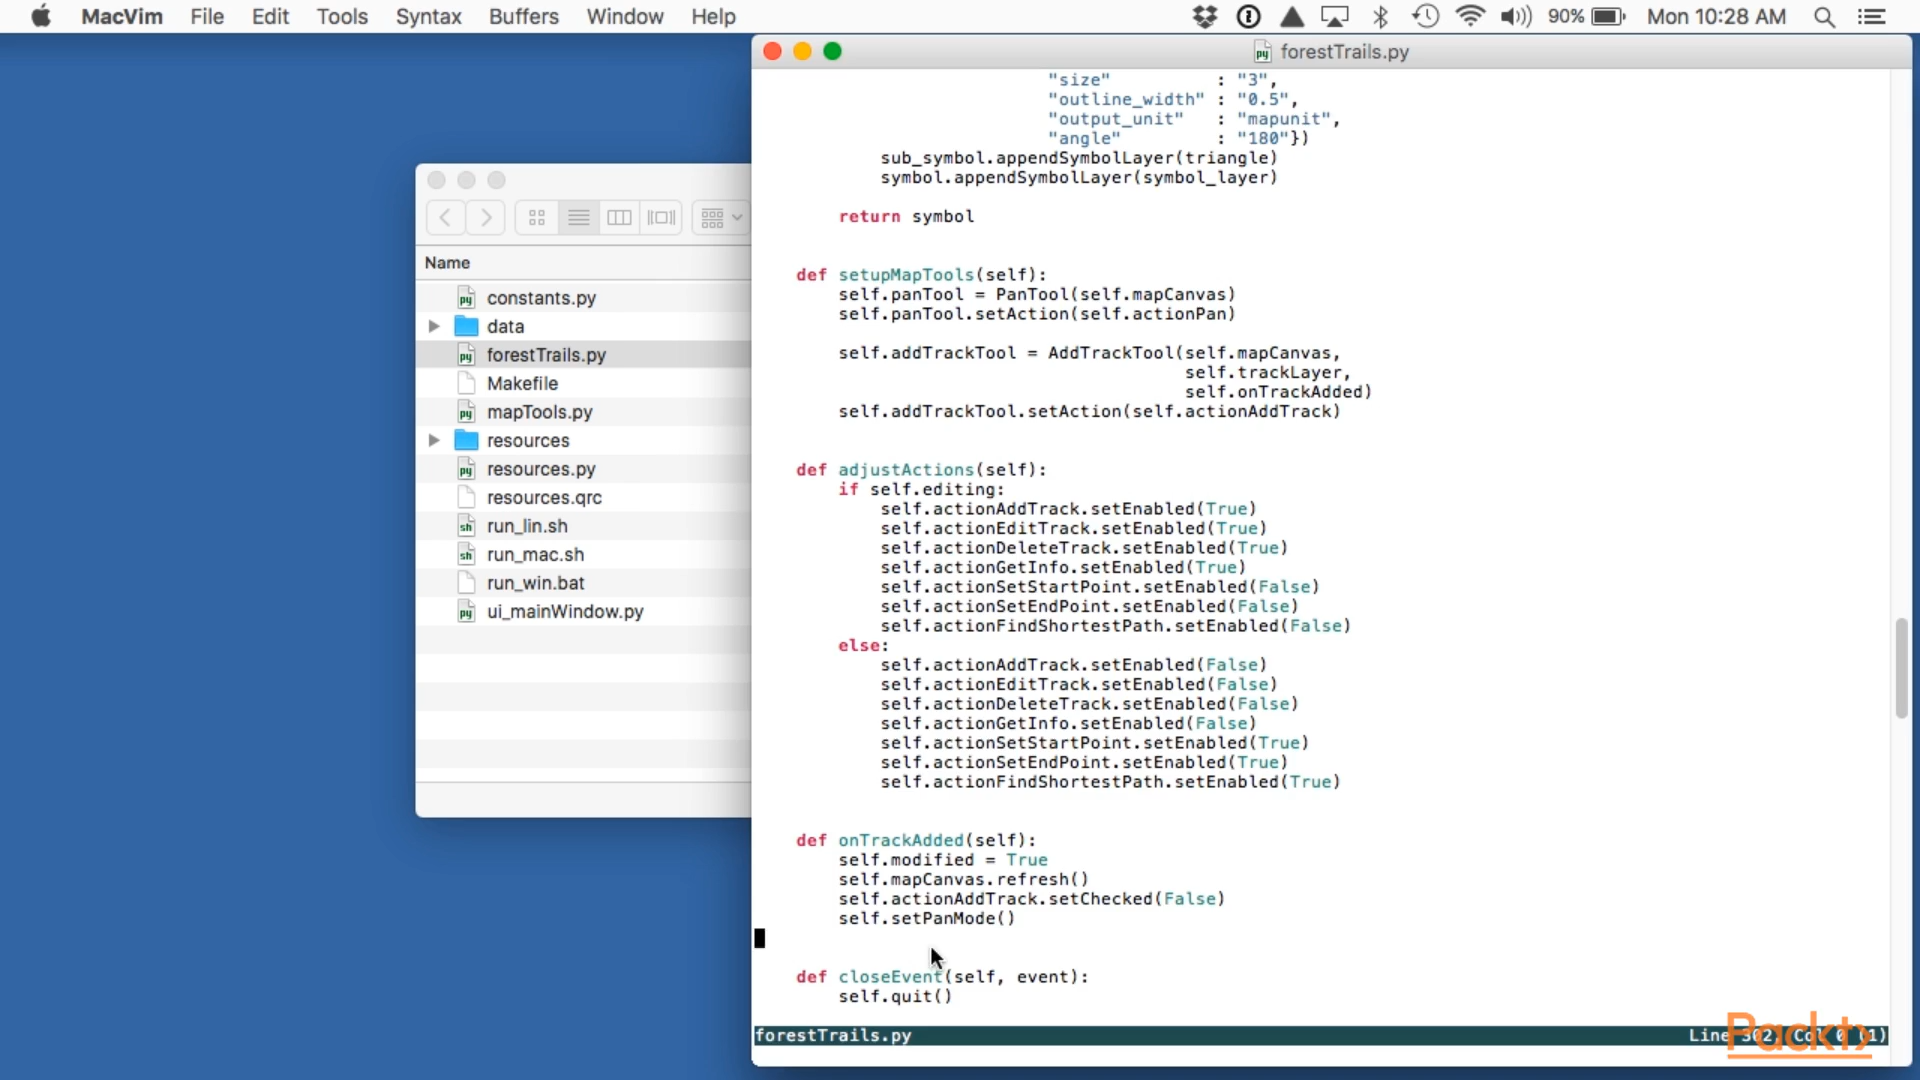 MacVim File Edit Tools Syntax Buffers Window Help 90% Mon 10:28 AM
forestTrails.py
Name
constants.py
data
forestTrails.py
Makefile
mapTools.py
resources
resources.py
resources.qrc
run_lin.sh
run_mac.sh
run_win.bat
ui_mainWindow.py
"size" : "3",
"outline_width" : "0.5",
"output_unit" : "mapunit",
"angle" : "180"})
sub_symbol.appendSymbolLayer(triangle)
symbol.appendSymbolLayer(symbol_layer)
return symbol
def setupMapTools(self):
self.panTool = PanTool(self.mapCanvas)
self.panTool.setAction(self.actionPan)
self.addTrackTool = AddTrackTool(self.mapCanvas,
self.trackLayer,
self.onTrackAdded)
self.addTrackTool.setAction(self.actionAddTrack)
def adjustActions(self):
if self.editing:
self.actionAddTrack.setEnabled(True)
self.actionEditTrack.setEnabled(True)
self.actionDeleteTrack.setEnabled(True)
self.actionGetInfo.setEnabled(True)
self.actionSetStartPoint.setEnabled(False)
self.actionSetEndPoint.setEnabled(False)
self.actionFindShortestPath.setEnabled(False)
else:
self.actionAddTrack.setEnabled(False)
self.actionEditTrack.setEnabled(False)
self.actionDeleteTrack.setEnabled(False)
self.actionGetInfo.setEnabled(False)
self.actionSetStartPoint.setEnabled(True)
self.actionSetEndPoint.setEnabled(True)
self.actionFindShortestPath.setEnabled(True)
def onTrackAdded(self):
self.modified = True
self.mapCanvas.refresh()
self.actionAddTrack.setChecked(False)
self.setPanMode()
def closeEvent(self, event):
self.quit()
forestTrails.py Line 302, Col 0 (1)
Packt>